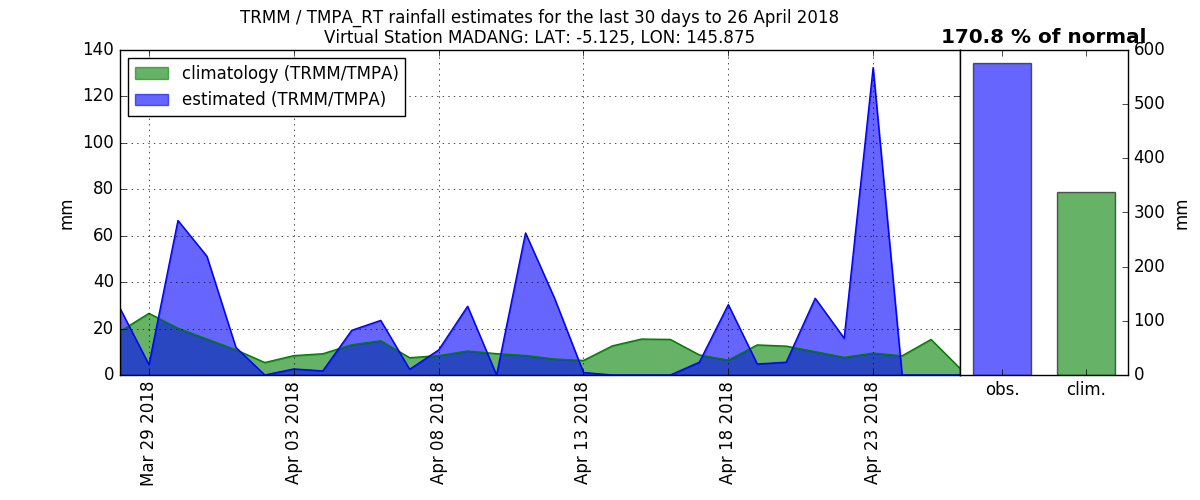 TRMM / TMPA_RT rainfall estimates for the last 30 days to 26 April 2018
Virtual Station MADANG: LAT: -5.125, LON: 145.875
170.8 % of normal
climatology (TRMM/TMPA)
estimated (TRMM/TMPA)
mm
140
120
100
80
60
40
20
0
Mar 29 2018
Apr 03 2018
Apr 08 2018
Apr 13 2018
Apr 18 2018
Apr 23 2018
600
500
400
300
200
100
0
mm
obs.
clim.